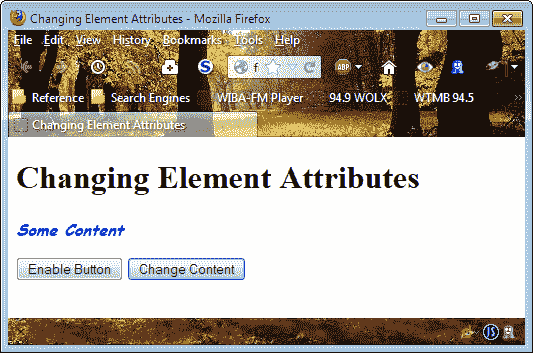 Changing Element Attributes - Mozilla Firefox
File Edit View History Bookmarks Tools Help
S f ABP
Reference Search Engines WIBA-FM Player 94.9 WOLX WTMB 94.5 »
Changing Element Attributes
Changing Element Attributes
Some Content
Enable Button Change Content